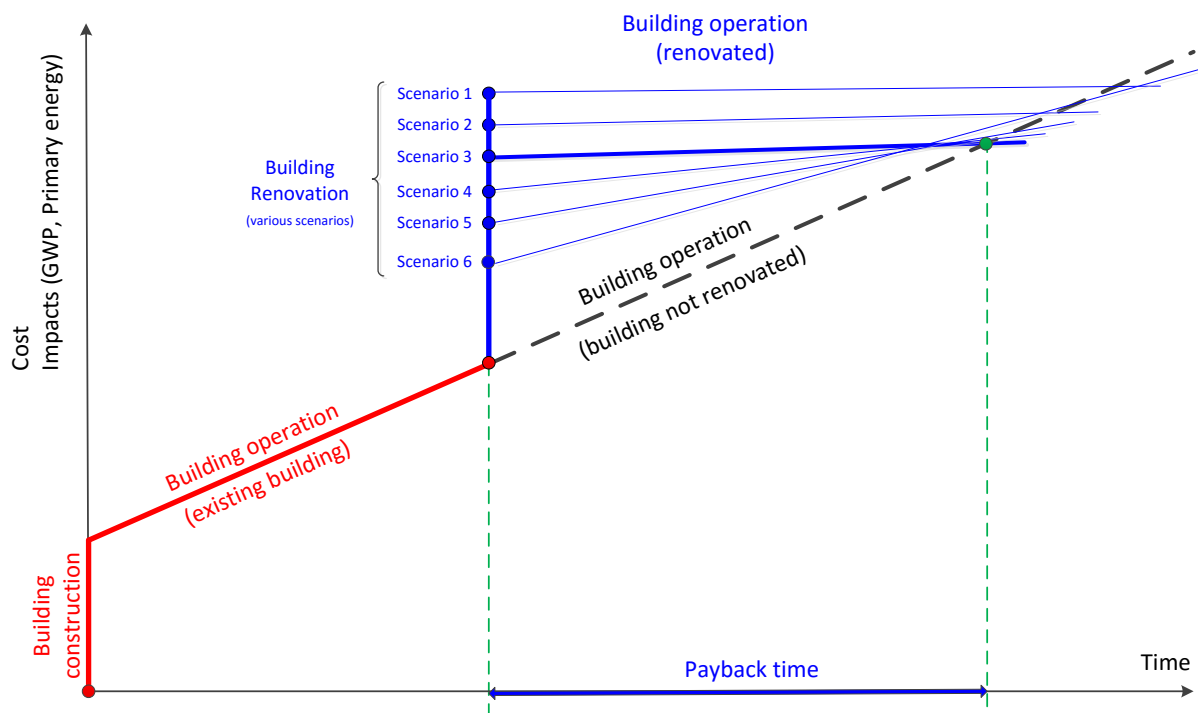 Building operation
(renovated)
Scenario 1
Scenario 2
Scenario 3
Scenario 4
Scenario 5
Scenario 6
Building
Renovation
(various scenarios)
Cost
Impacts (GWP, Primary energy)
Building operation
(building not renovated)
Building operation
(existing building)
Building
construction
Payback time
Time